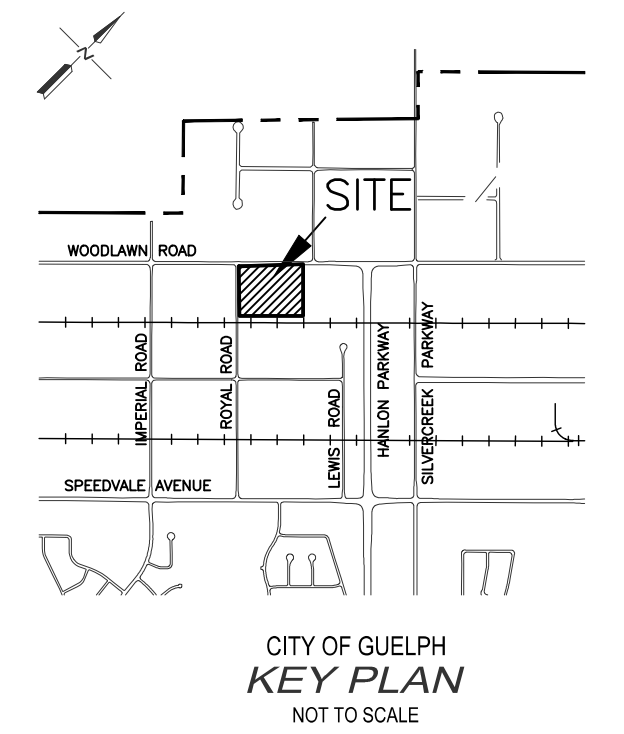 N
SITE
WOODLAWN ROAD
IMPERIAL ROAD
ROYAL ROAD
LEWIS ROAD
HANLON PARKWAY
SILVERCREEK PARKWAY
SPEEDVALE AVENUE
CITY OF GUELPH
KEY PLAN
NOT TO SCALE